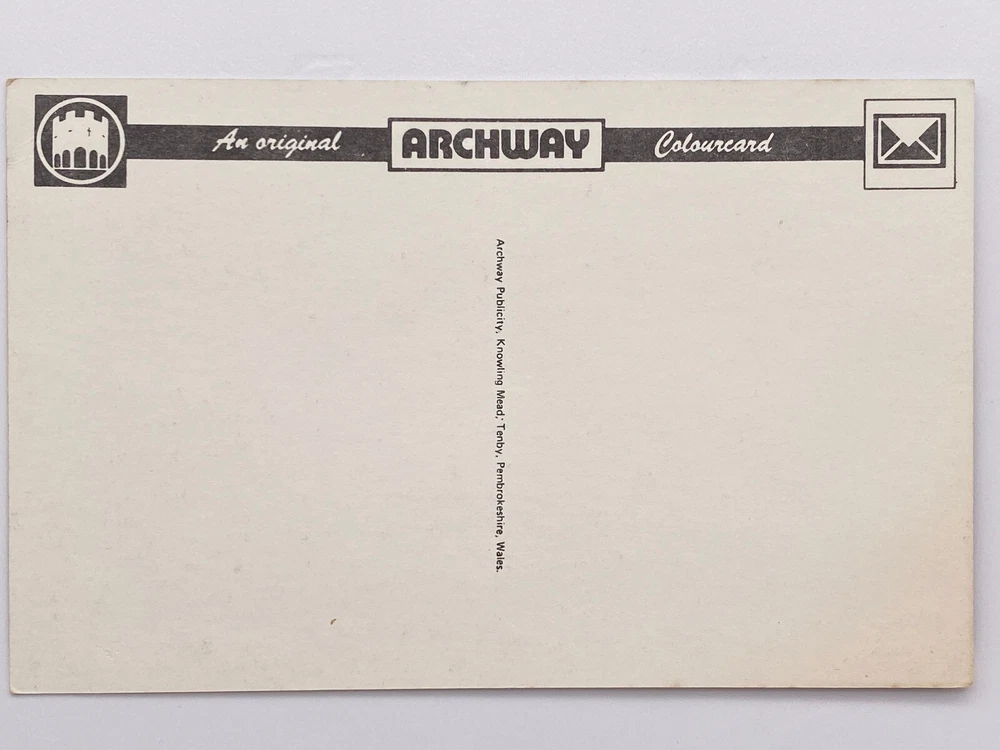 An original ARCHWAY Colourcard
Archway Publicity, Knowling Mead, Tenby, Pembrokeshire, Wales.